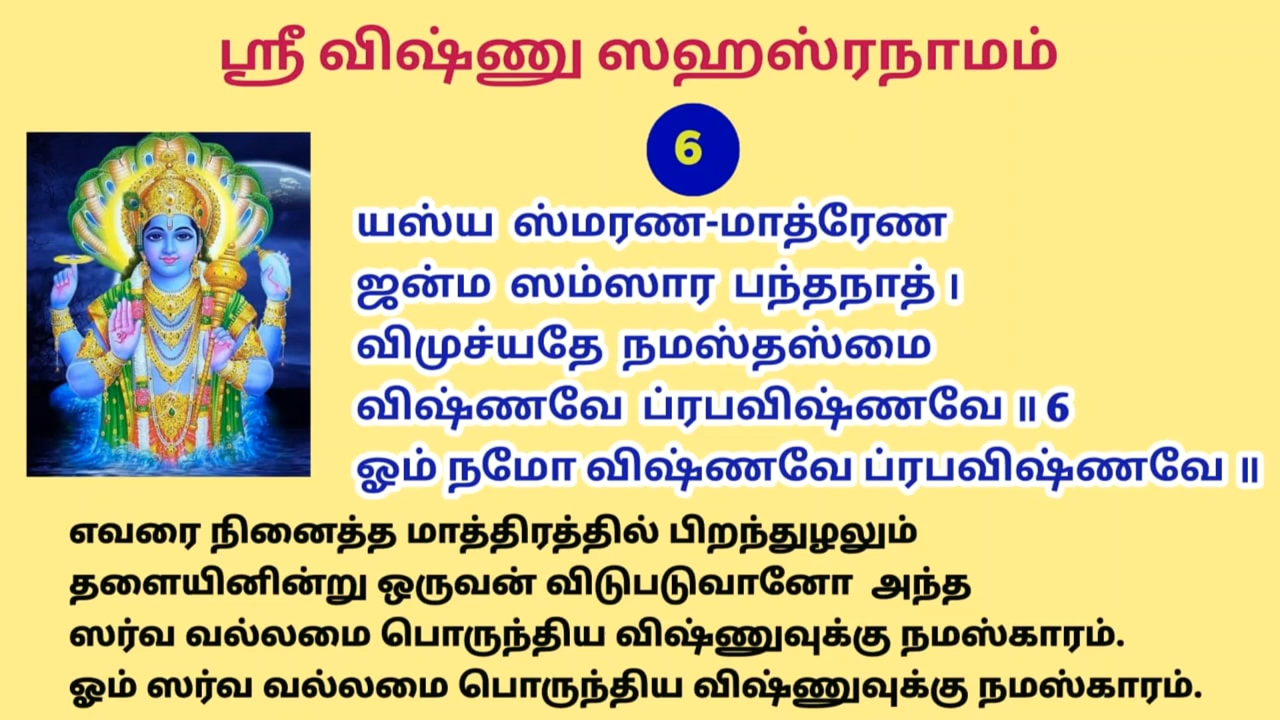 ஸ்ரீ விஷ்ணு ஸஹஸ்ரநாமம்
6
யஸ்ய ஸ்மரண-மாத்ரேண
ஜன்ம ஸம்ஸார பந்தநாத் ।
விமுச்யதே நமஸ்தஸ்மை
விஷ்ணவே ப்ரபவிஷ்ணவே ॥ 6
ஓம் நமோ விஷ்ணவே ப்ரபவிஷ்ணவே ॥
எவரை நினைத்த மாத்திரத்தில் பிறந்துழலும்
தளையினின்று ஒருவன் விடுபடுவானோ அந்த
ஸர்வ வல்லமை பொருந்திய விஷ்ணுவுக்கு நமஸ்காரம்.
ஓம் ஸர்வ வல்லமை பொருந்திய விஷ்ணுவுக்கு நமஸ்காரம்.